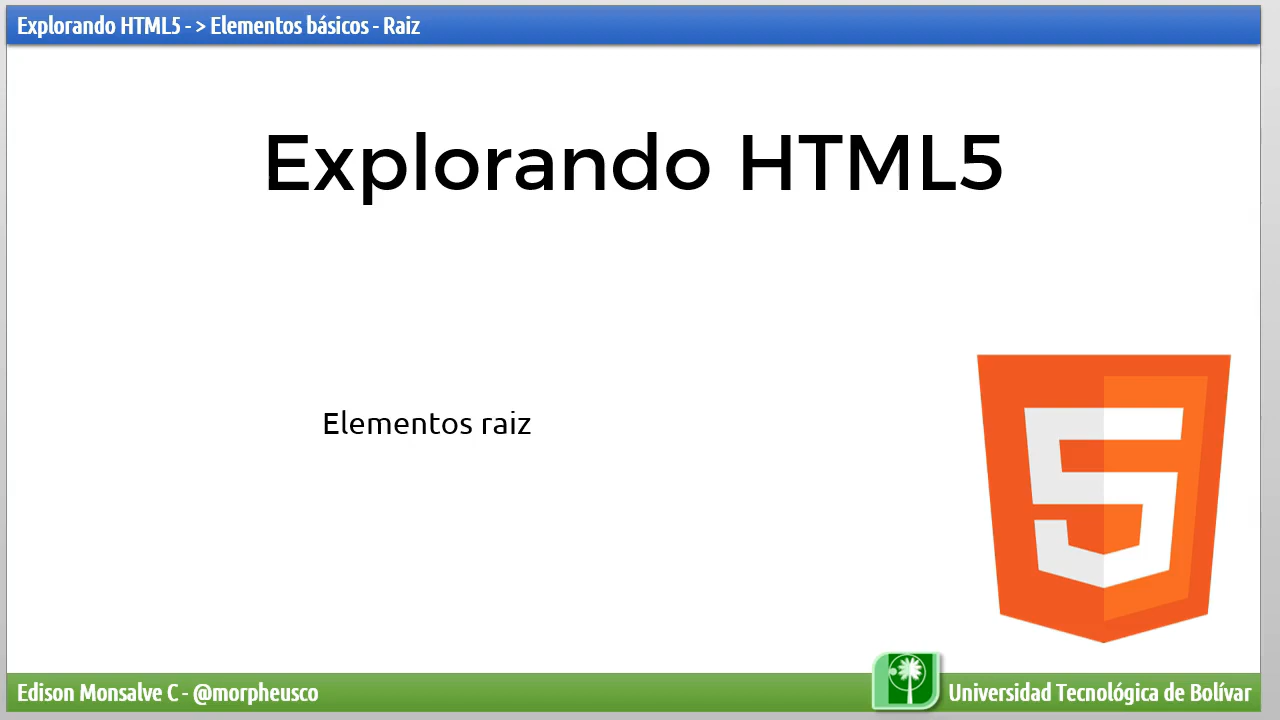 Explorando HTML5 - > Elementos básicos - Raiz
Explorando HTML5
Elementos raiz
Edison Monsalve C - @morpheusco
Universidad Tecnológica de Bolívar